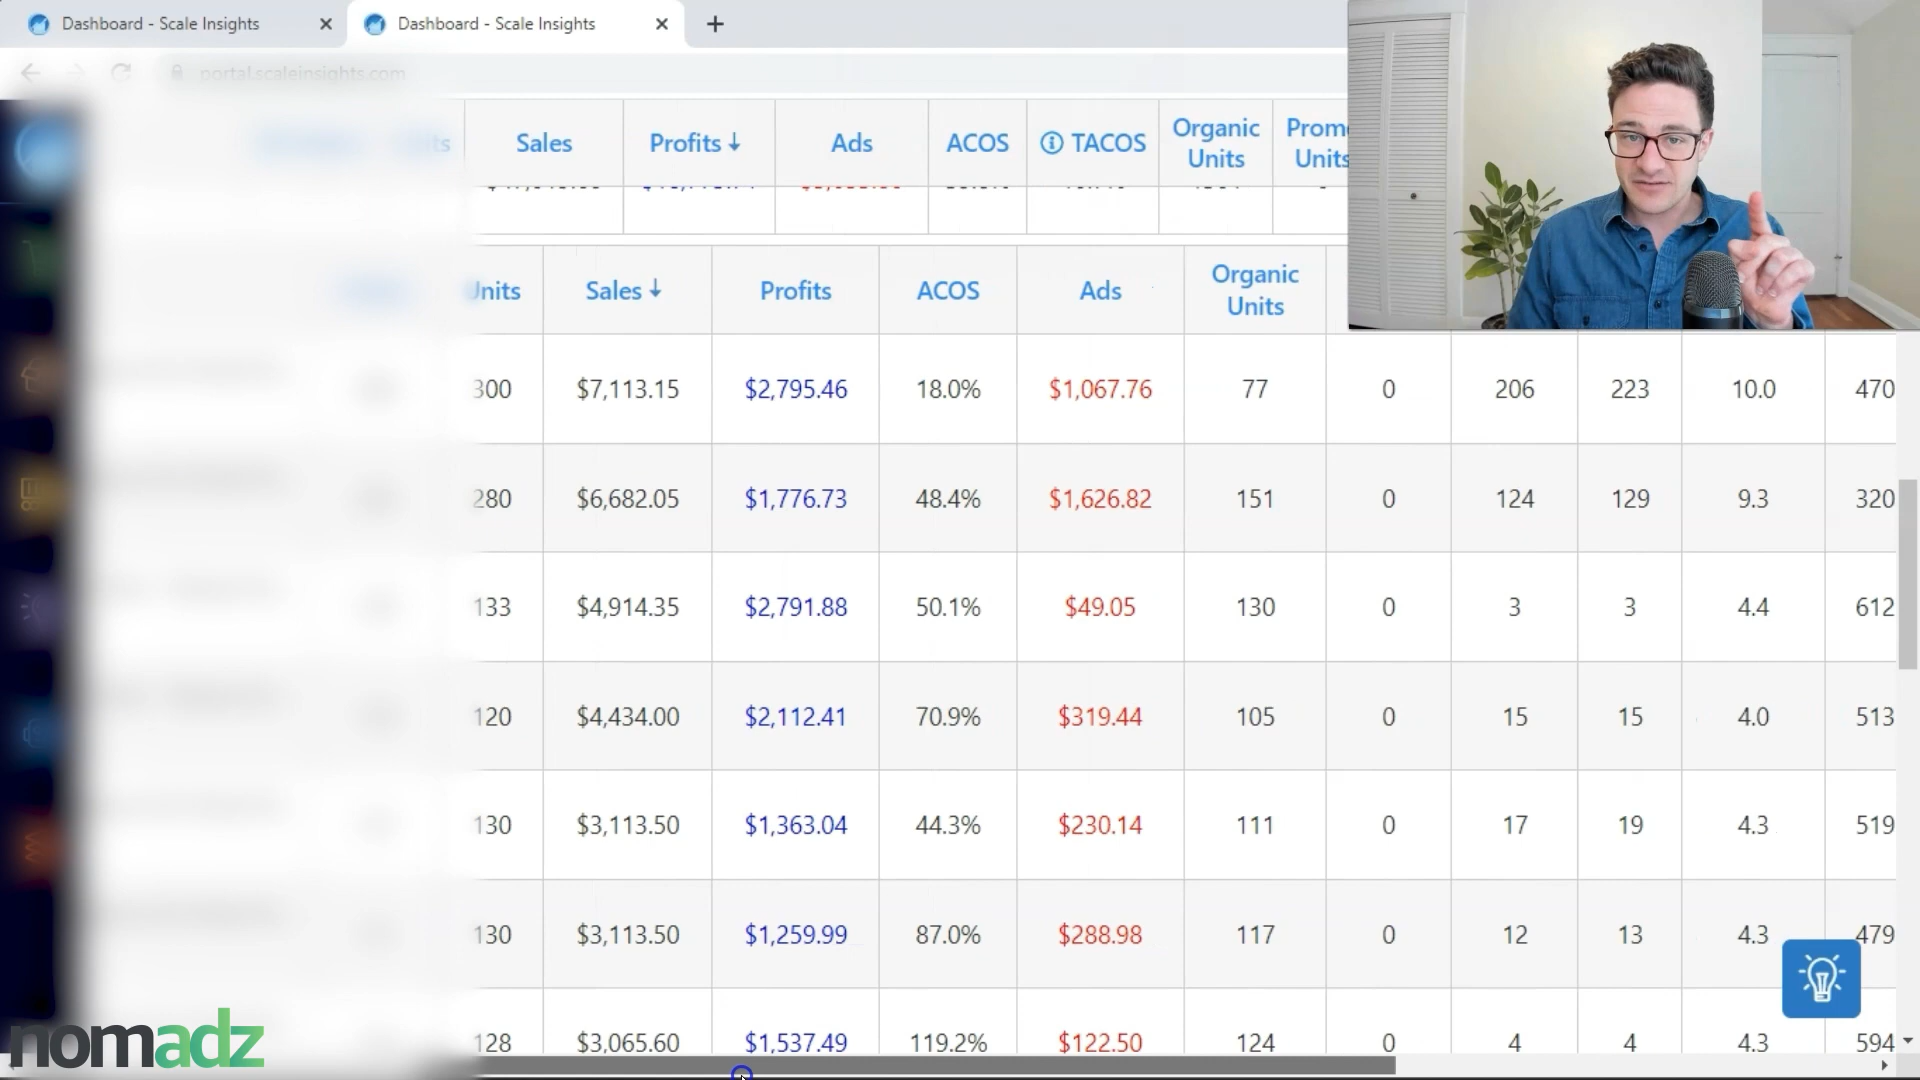 Dashboard - Scale Insights
Dashboard - Scale Insights
portal.scaleinsights.com
Sales Profits ↓ Ads ACOS TACOS Organic Units Promo Units
Units Sales ↓ Profits ACOS Ads Organic Units
300 $7,113.15 $2,795.46 18.0% $1,067.76 77 0 206 223 10.0 470
280 $6,682.05 $1,776.73 48.4% $1,626.82 151 0 124 129 9.3 320
133 $4,914.35 $2,791.88 50.1% $49.05 130 0 3 3 4.4 612
120 $4,434.00 $2,112.41 70.9% $319.44 105 0 15 15 4.0 513
130 $3,113.50 $1,363.04 44.3% $230.14 111 0 17 19 4.3 519
130 $3,113.50 $1,259.99 87.0% $288.98 117 0 12 13 4.3 479
128 $3,065.60 $1,537.49 119.2% $122.50 124 0 4 4 4.3 594
nomadz